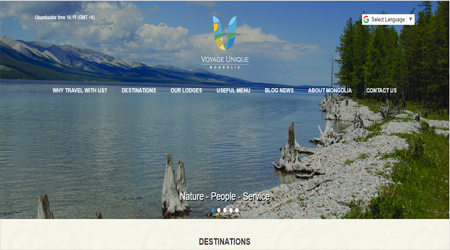 Ulaanbaatar time 16:15 (GMT +8)
Select Language ▼
VOYAGE UNIQUE
MONGOLIE
WHY TRAVEL WITH US? DESTINATIONS OUR LODGES USEFUL MENU BLOG NEWS ABOUT MONGOLIA CONTACT US
Nature - People - Service
DESTINATIONS